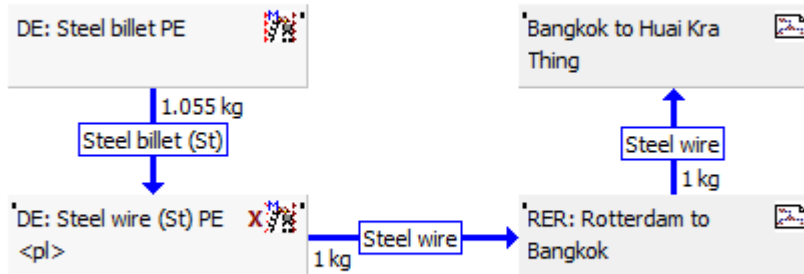 DE: Steel billet PE
1.055 kg
Steel billet (St)
DE: Steel wire (St) PE
<pl>
X
1 kg
Steel wire
RER: Rotterdam to
Bangkok
1 kg
Steel wire
Bangkok to Huai Kra
Thing